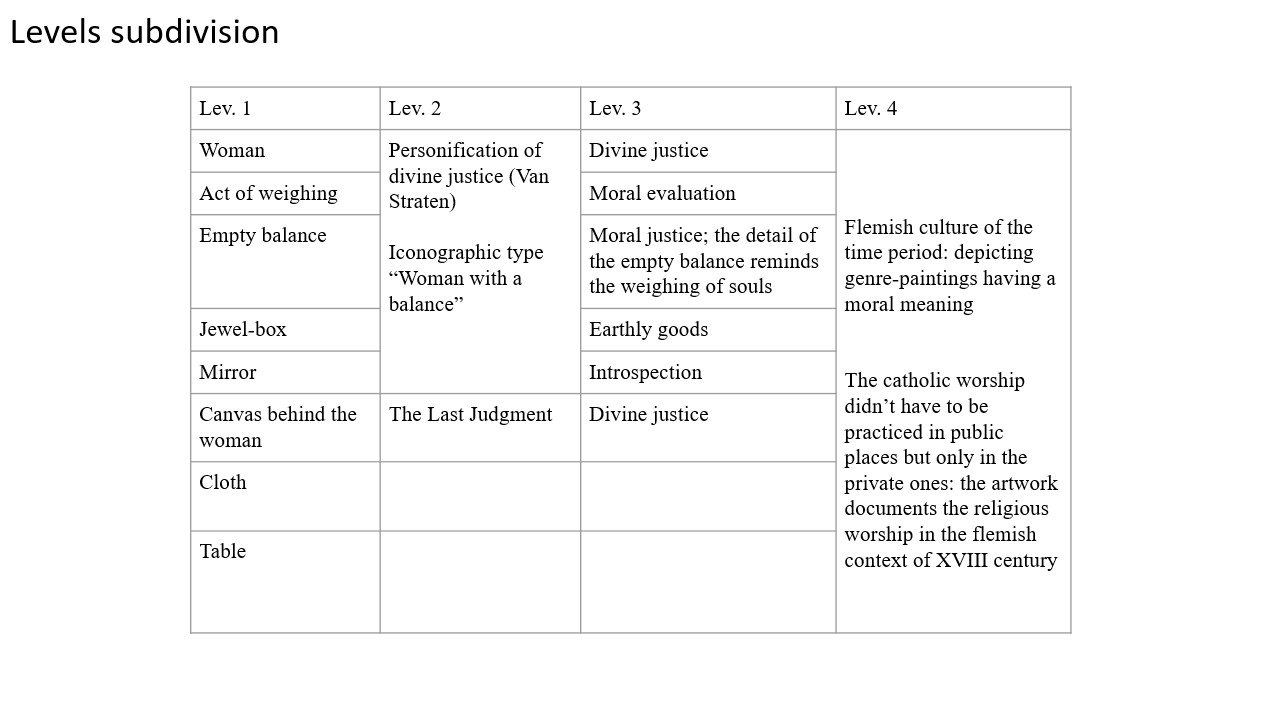 Levels subdivision
Lev. 1
Lev. 2
Lev. 3
Lev. 4
Woman
Personification of
divine justice (Van
Straten)
Iconographic type
“Woman with a
balance”
Divine justice
Flemish culture of the
time period: depicting
genre-paintings having a
moral meaning
The catholic worship
didn’t have to be
practiced in public
places but only in the
private ones: the artwork
documents the religious
worship in the flemish
context of XVIII century
Act of weighing
Moral evaluation
Empty balance
Moral justice; the detail of
the empty balance reminds
the weighing of souls
Jewel-box
Earthly goods
Mirror
Introspection
Canvas behind the
woman
The Last Judgment
Divine justice
Cloth
Table